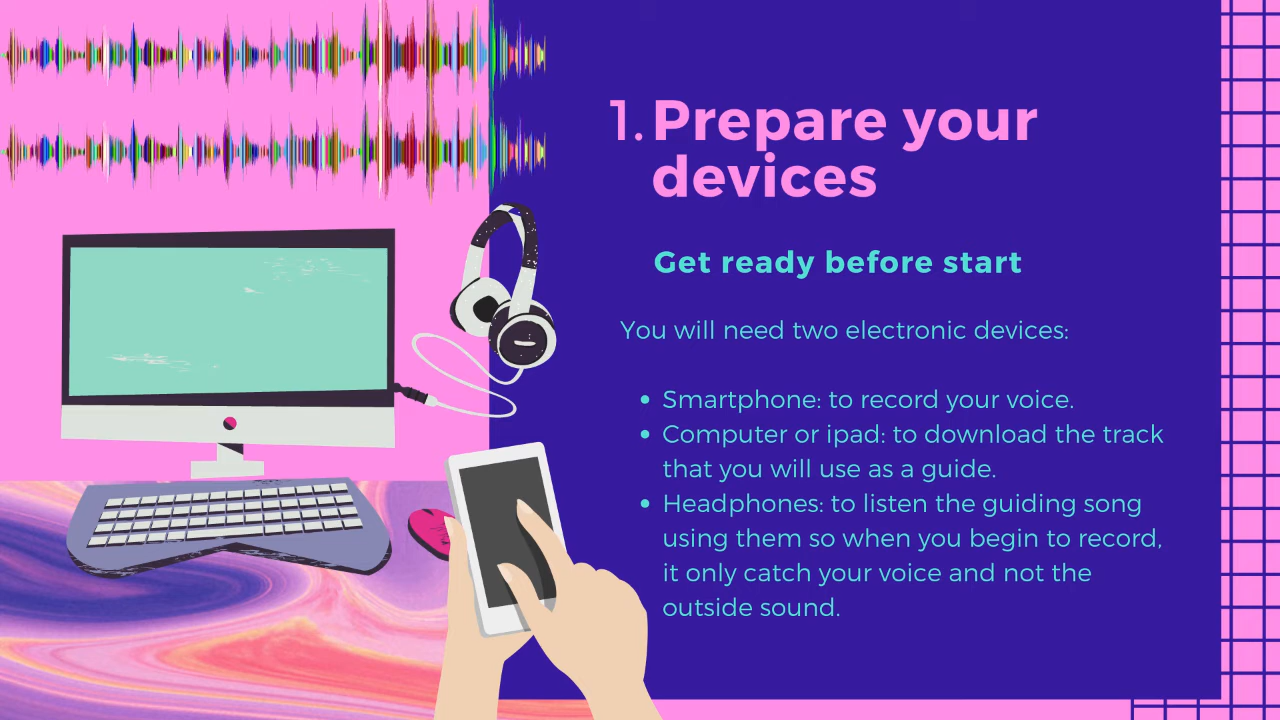 1. Prepare your
devices
Get ready before start
You will need two electronic devices:
• Smartphone: to record your voice.
• Computer or ipad: to download the track
that you will use as a guide.
• Headphones: to listen the guiding song
using them so when you begin to record,
it only catch your voice and not the
outside sound.